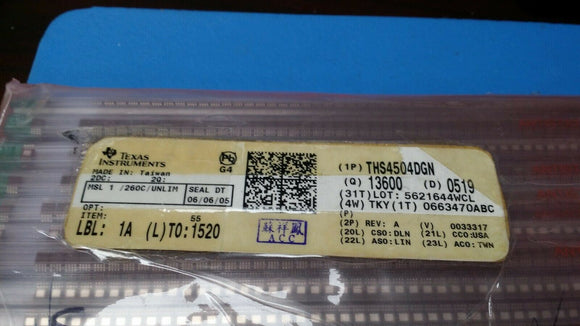 TEXAS
INSTRUMENTS
MADE IN: Taiwan
2DC: 2Q:
MSL 1 /260C/UNLIM
SEAL DT
06/06/05
OPT:
ITEM:
55
LBL: 1A (L)TO:1520
Pb
G4
蘇祥鳳
ACC
(1P) THS4504DGN
(Q) 13600 (D) 0519
(31T)LOT: 5621644WCL
(4W) TKY(1T) 0663470ABC
(P)
(2P) REV: A (V) 0033317
(20L) CSO:DLN (21L) CCO:USA
(22L) ASO:LIN (23L) ACO:TWN